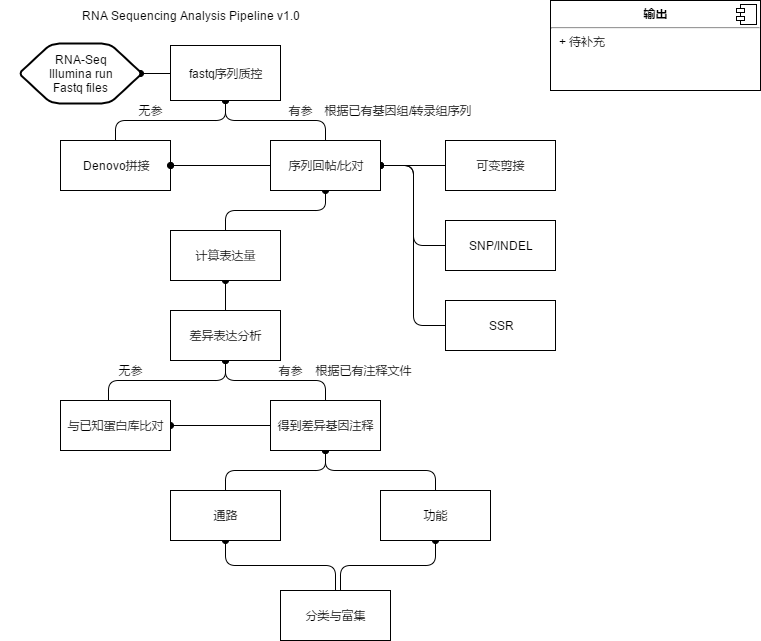 RNA Sequencing Analysis Pipeline v1.0
输出
+ 待补充
RNA-Seq
Illumina run
Fastq files
fastq序列质控
无参
有参 根据已有基因组/转录组序列
Denovo拼接
序列回帖/比对
可变剪接
计算表达量
SNP/INDEL
差异表达分析
SSR
无参
有参 根据已有注释文件
与已知蛋白库比对
得到差异基因注释
通路
功能
分类与富集